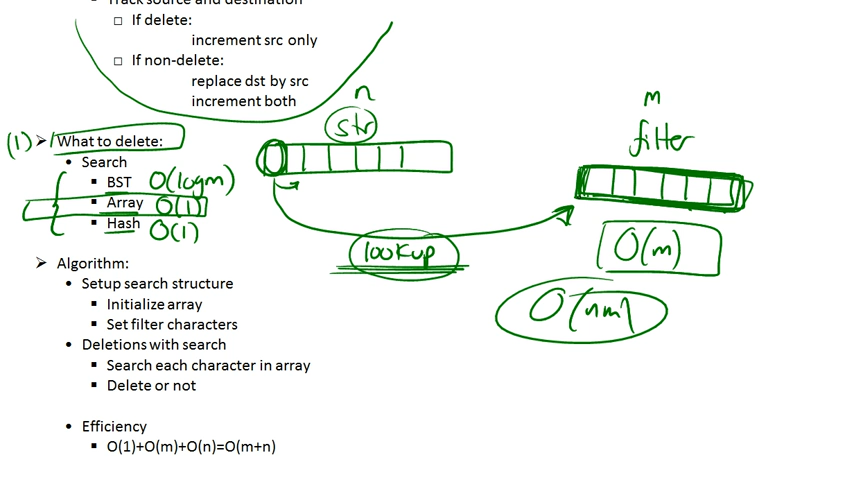 ▪ Track source and destination
□ If delete:
increment src only
□ If non-delete:
replace dst by src
increment both
(1) ➤ What to delete:
• Search
▪ BST O(logm)
▪ Array O(1)
▪ Hash O(1)
➤ Algorithm:
• Setup search structure
▪ Initialize array
▪ Set filter characters
• Deletions with search
▪ Search each character in array
▪ Delete or not
• Efficiency
▪ O(1)+O(m)+O(n)=O(m+n)
n
str
lookup
m
filter
O(m)
O(nm)